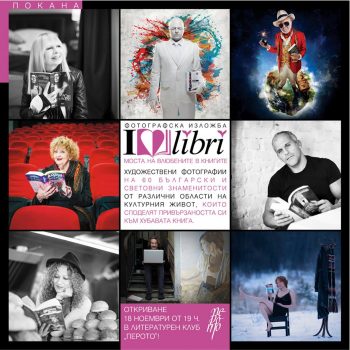 ПОКАНА
ФОТОГРАФСКА ИЗЛОЖБА
I libri
МОСТА НА ВЛЮБЕНИТЕ В КНИГИТЕ
ХУДОЖЕСТВЕНИ ФОТОГРАФИИ
НА 60 БЪЛГАРСКИ И
СВЕТОВНИ ЗНАМЕНИТОСТИ
ОТ РАЗЛИЧНИ ОБЛАСТИ НА
КУЛТУРНИЯ ЖИВОТ, КОИТО
СПОДЕЛЯТ ПРИВЪРЗАНОСТТА СИ
КЪМ ХУБАВАТА КНИГА.
ОТКРИВАНЕ
18 НОЕМВРИ ОТ 19 Ч.
В ЛИТЕРАТУРЕН КЛУБ
„ПЕРОТО“!